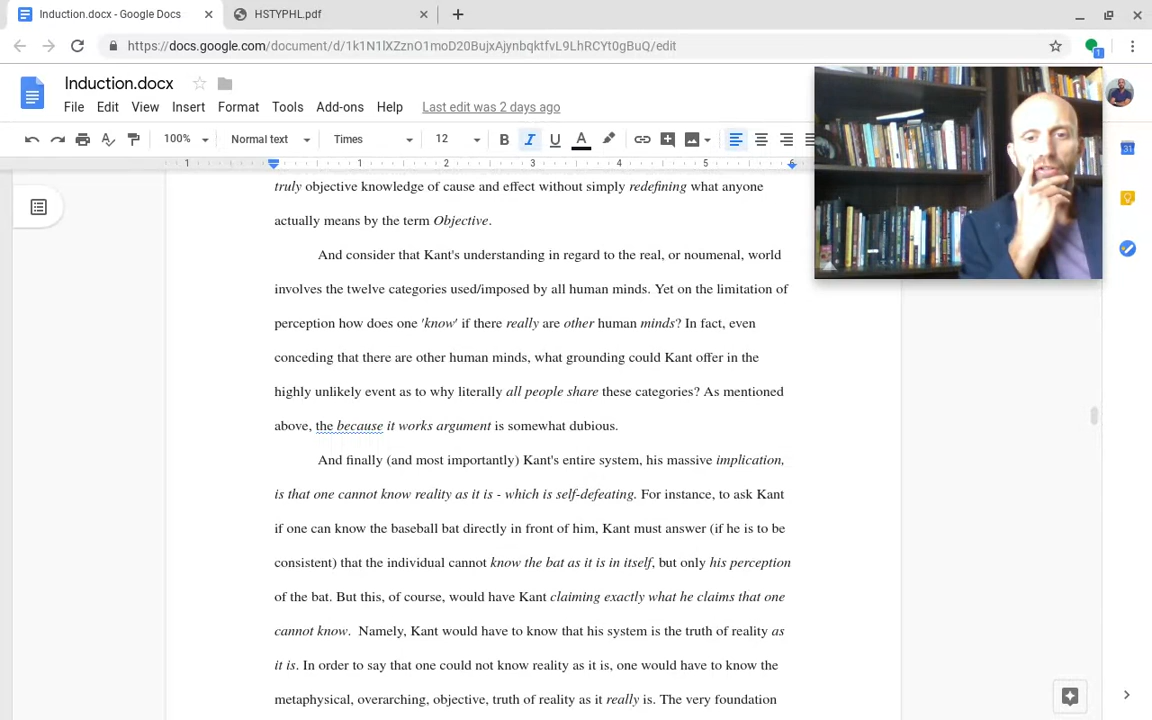 Induction.docx - Google Docs
HSTYPHL.pdf
https://docs.google.com/document/d/1k1N1lXZznO1moD20BujxAjynbqktfvL9LhRCYt0gBuQ/edit
1
Induction.docx
File Edit View Insert Format Tools Add-ons Help Last edit was 2 days ago
100% Normal text Times 12 B I U A
1 1 2 3 4 5 6
31
truly objective knowledge of cause and effect without simply redefining what anyone
actually means by the term Objective.
And consider that Kant's understanding in regard to the real, or noumenal, world
involves the twelve categories used/imposed by all human minds. Yet on the limitation of
perception how does one 'know' if there really are other human minds? In fact, even
conceding that there are other human minds, what grounding could Kant offer in the
highly unlikely event as to why literally all people share these categories? As mentioned
above, the because it works argument is somewhat dubious.
And finally (and most importantly) Kant's entire system, his massive implication,
is that one cannot know reality as it is - which is self-defeating. For instance, to ask Kant
if one can know the baseball bat directly in front of him, Kant must answer (if he is to be
consistent) that the individual cannot know the bat as it is in itself, but only his perception
of the bat. But this, of course, would have Kant claiming exactly what he claims that one
cannot know.  Namely, Kant would have to know that his system is the truth of reality as
it is. In order to say that one could not know reality as it is, one would have to know the
metaphysical, overarching, objective, truth of reality as it really is. The very foundation